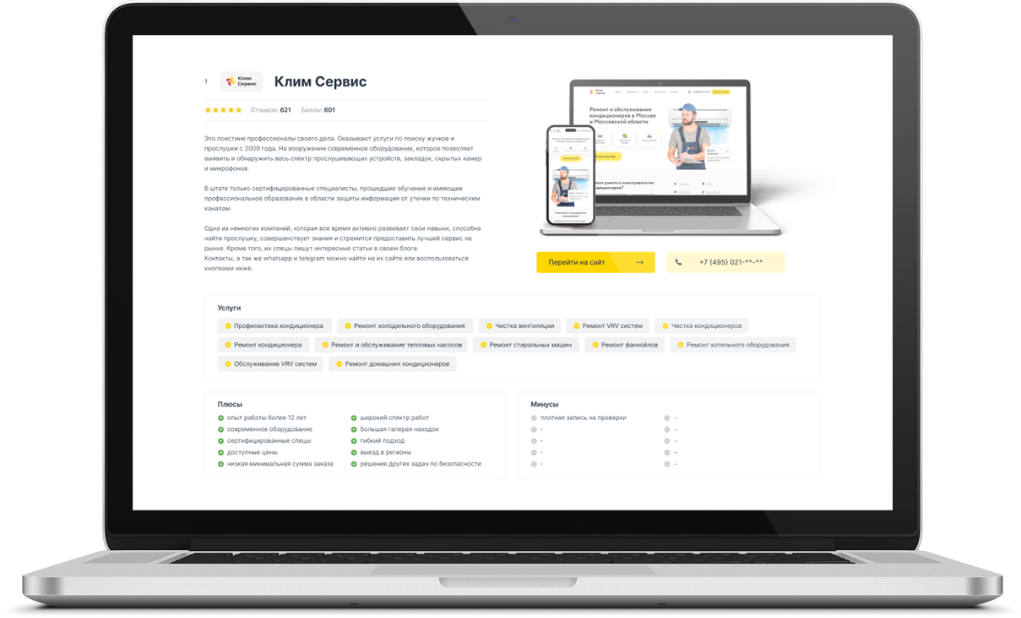 1
Клим
Сервис
Клим Сервис
Отзывов: 621 Баллы: 601
Это поистине профессионалы своего дела. Оказывают услуги по поиску жучков и
прослушки с 2009 года. На вооружении современное оборудование, которое позволяет
выявить и обнаружить весь спектр прослушивающих устройств, закладок, скрытых камер
и микрофонов.
В штате только сертифицированные специалисты, прошедшие обучение и имеющие
профессиональное образование в области защиты информации от утечки по техническим
каналам.
Одна из немногих компаний, которая все время активно развивает свои навыки, способна
найти прослушку, совершенствует знания и стремится предоставить лучший сервис на
рынке. Кроме того, их спецы пишут интересные статьи в своем блоге.
Контакты, а так же whatsapp и telegram можно найти на их сайте или воспользоваться
кнопками ниже.
Ремонт и обслуживание
кондиционеров в Москве
и Московской области
Перейти на сайт →
+7 (495) 021-**-**
Услуги
Профилактика кондиционера Ремонт холодильного оборудования Чистка вентиляции Ремонт VRV систем Чистка кондиционеров
Ремонт кондиционера Ремонт и обслуживание тепловых насосов Ремонт стиральных машин Ремонт фанкойлов Ремонт котельного оборудования
Обслуживание VRV систем Ремонт домашних кондиционеров
Плюсы
опыт работы более 12 лет широкий спектр работ
современное оборудование большая галерея находок
сертифицированные спецы гибкий подход
доступные цены выезд в регионы
низкая минимальная сумма заказа решение других задач по безопасности
Минусы
плотная запись на проверки -
- -
- -
- -
- -